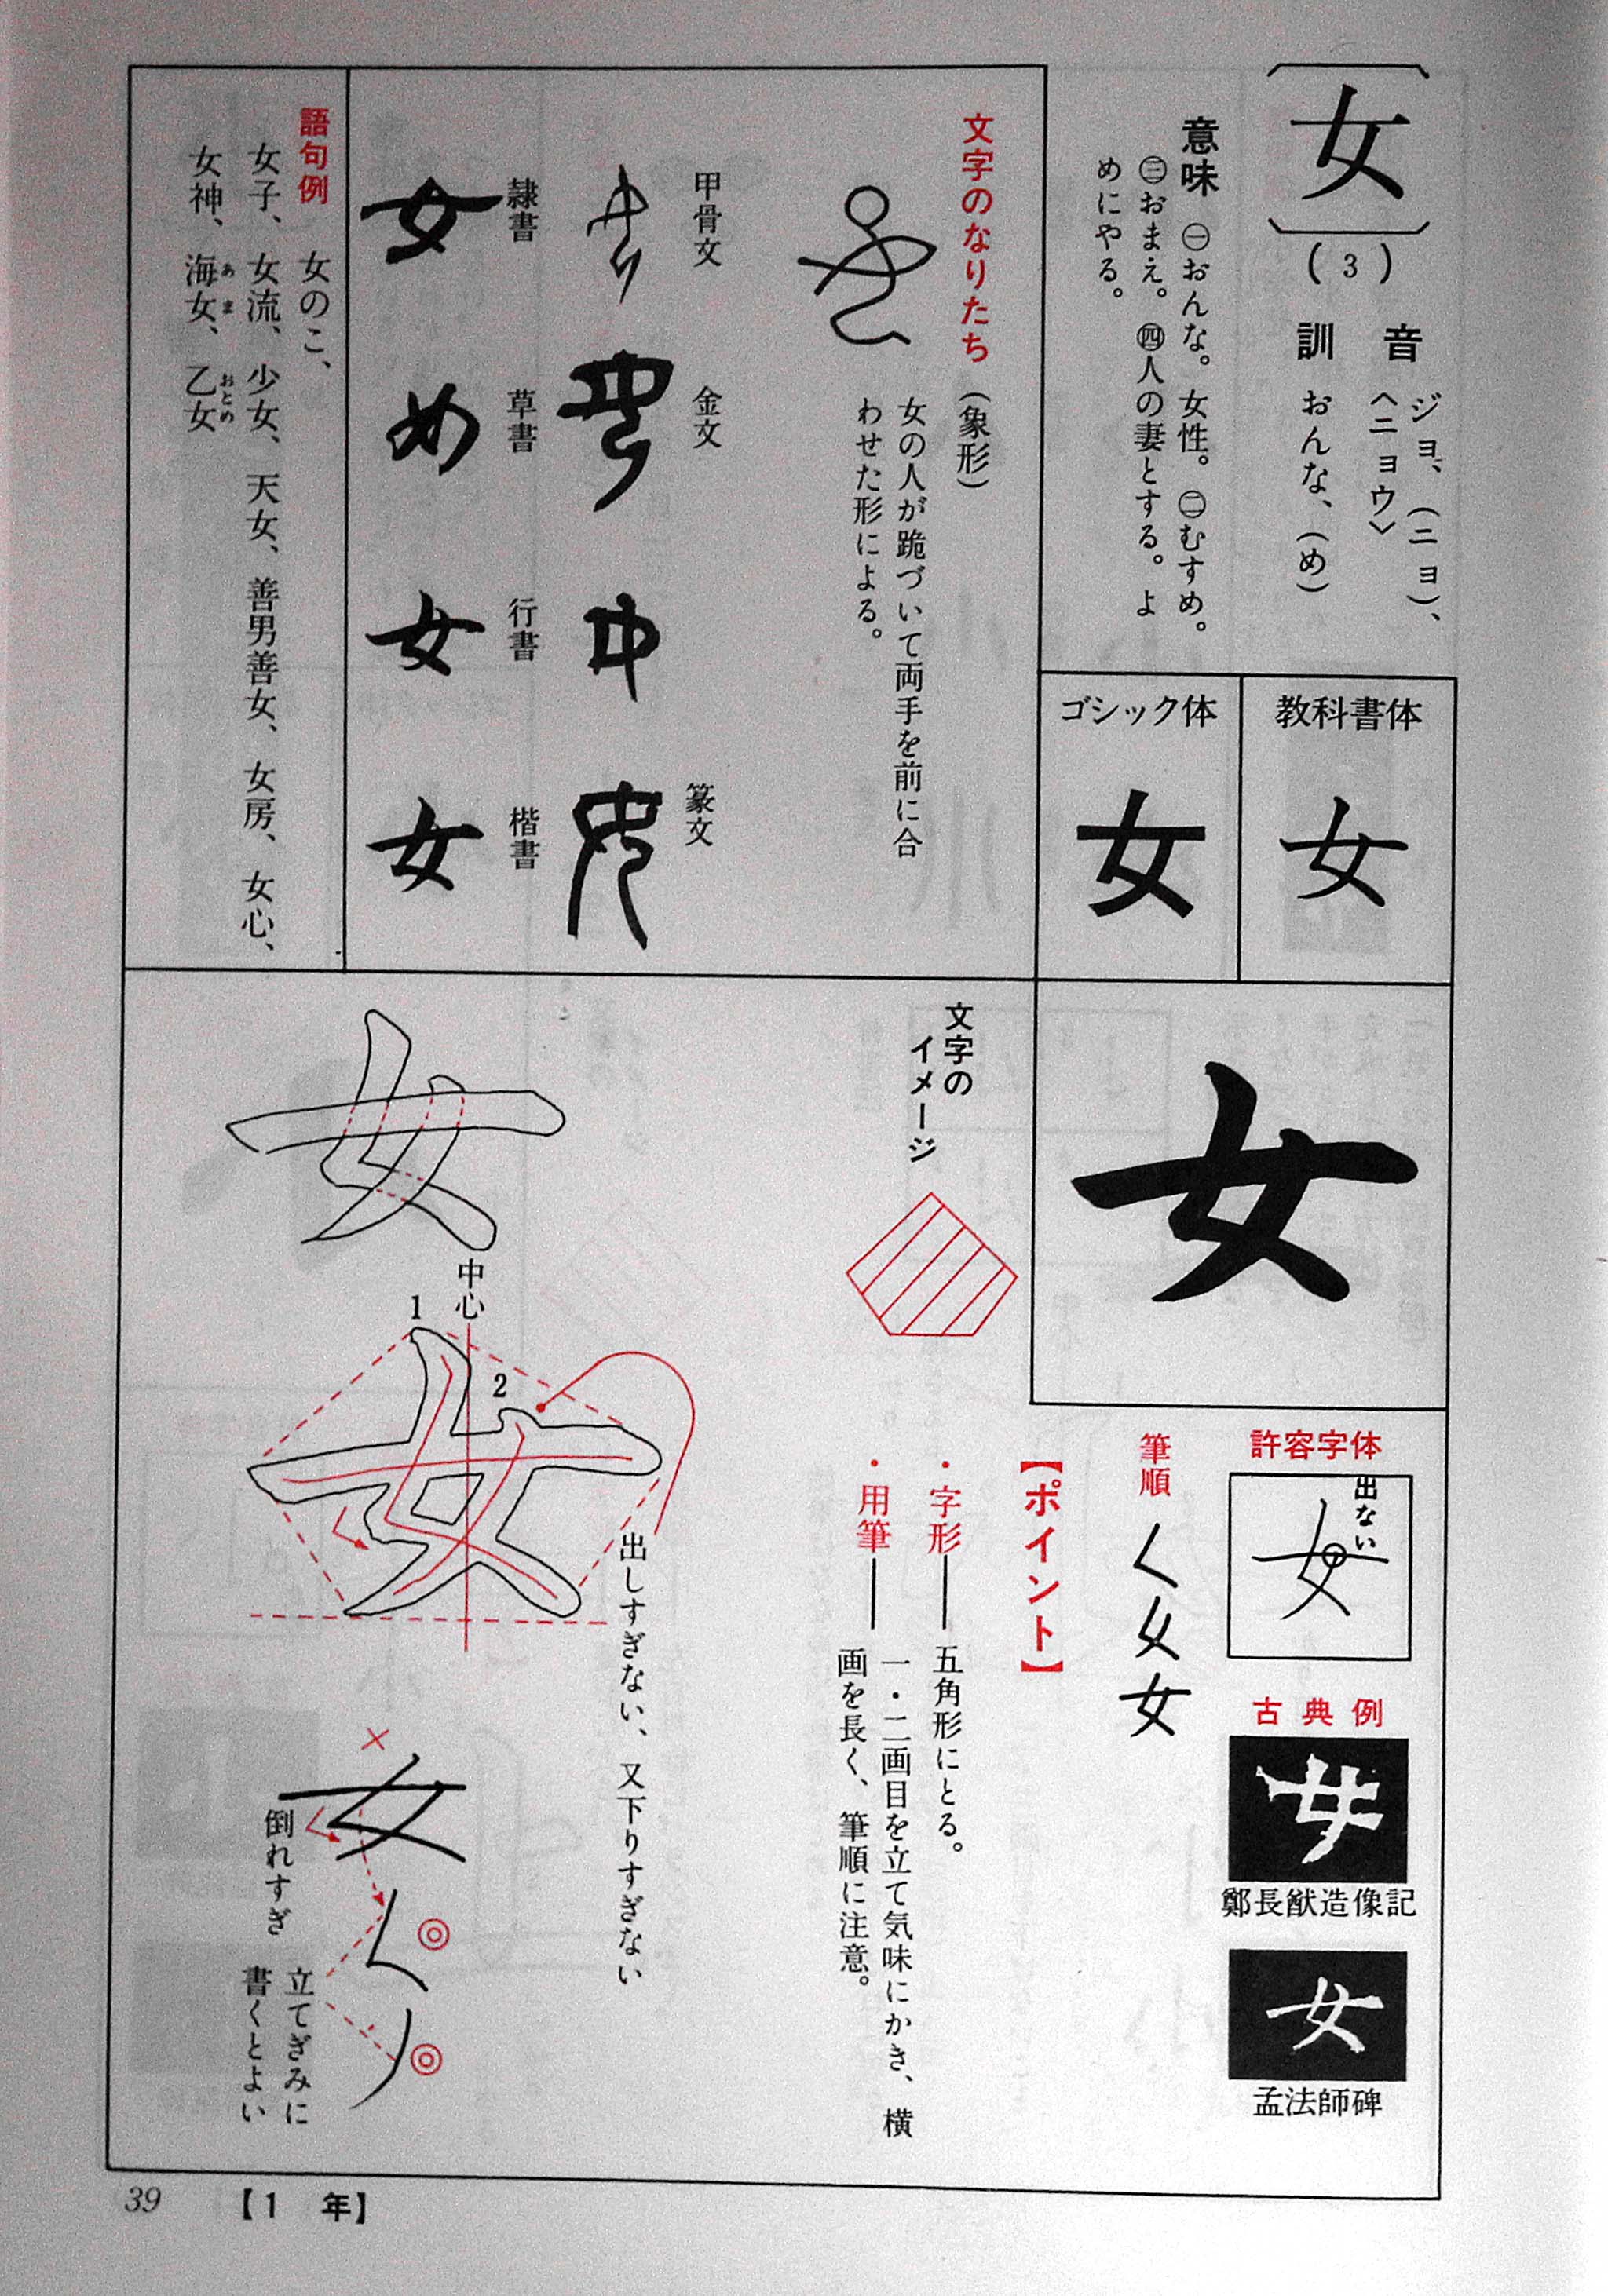 〔女〕(3)
音 ジョ、(ニョ)、
〈ニョウ〉
訓 おんな、(め)
意味 ㊀おんな。女性。㊁むすめ。
㊂おまえ。㊃人の妻とする。よ
めにやる。
教科書体
女
ゴシック体
女
文字のなりたち(象形)
女の人が跪づいて両手を前に合
わせた形による。
甲骨文
金文
篆文
隷書
女
草書
女
行書
女
楷書
女
語句例 女のこ、
女子、女流、少女、天女、善男善女、女房、女心、
女神、海女、乙女
あま
おとめ
女
許容字体
出ない
女
古典例
女
鄭長猷造像記
女
孟法師碑
筆順 く 女 女
【ポイント】
・字形━━五角形にとる。
・用筆━━一・二画目を立て気味にかき、横
画を長く、筆順に注意。
文字の
イメージ
女
中心
1
2
女
出しすぎない、又下りすぎない
×
女
倒れすぎ
く
◎
ノ
◎
立てぎみに
書くとよい
39 【1 年】